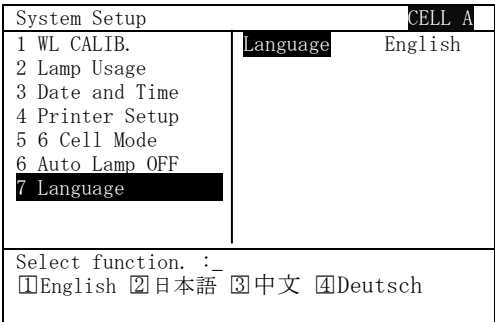 System Setup CELL A
1 WL CALIB.
2 Lamp Usage
3 Date and Time
4 Printer Setup
5 6 Cell Mode
6 Auto Lamp OFF
7 Language
Language English
Select function. :_
1English 2日本語 3中文 4Deutsch